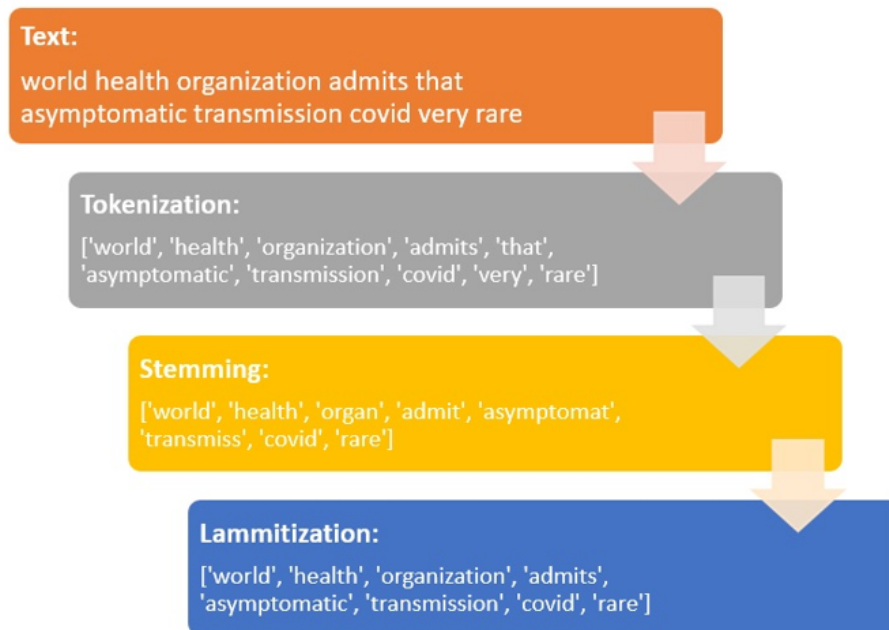 Text:
world health organization admits that
asymptomatic transmission covid very rare
Tokenization:
['world', 'health', 'organization', 'admits', 'that',
'asymptomatic', 'transmission', 'covid', 'very', 'rare']
Stemming:
['world', 'health', 'organ', 'admit', 'asymptomat',
'transmiss', 'covid', 'rare']
Lammitization:
['world', 'health', 'organization', 'admits',
'asymptomatic', 'transmission', 'covid', 'rare']